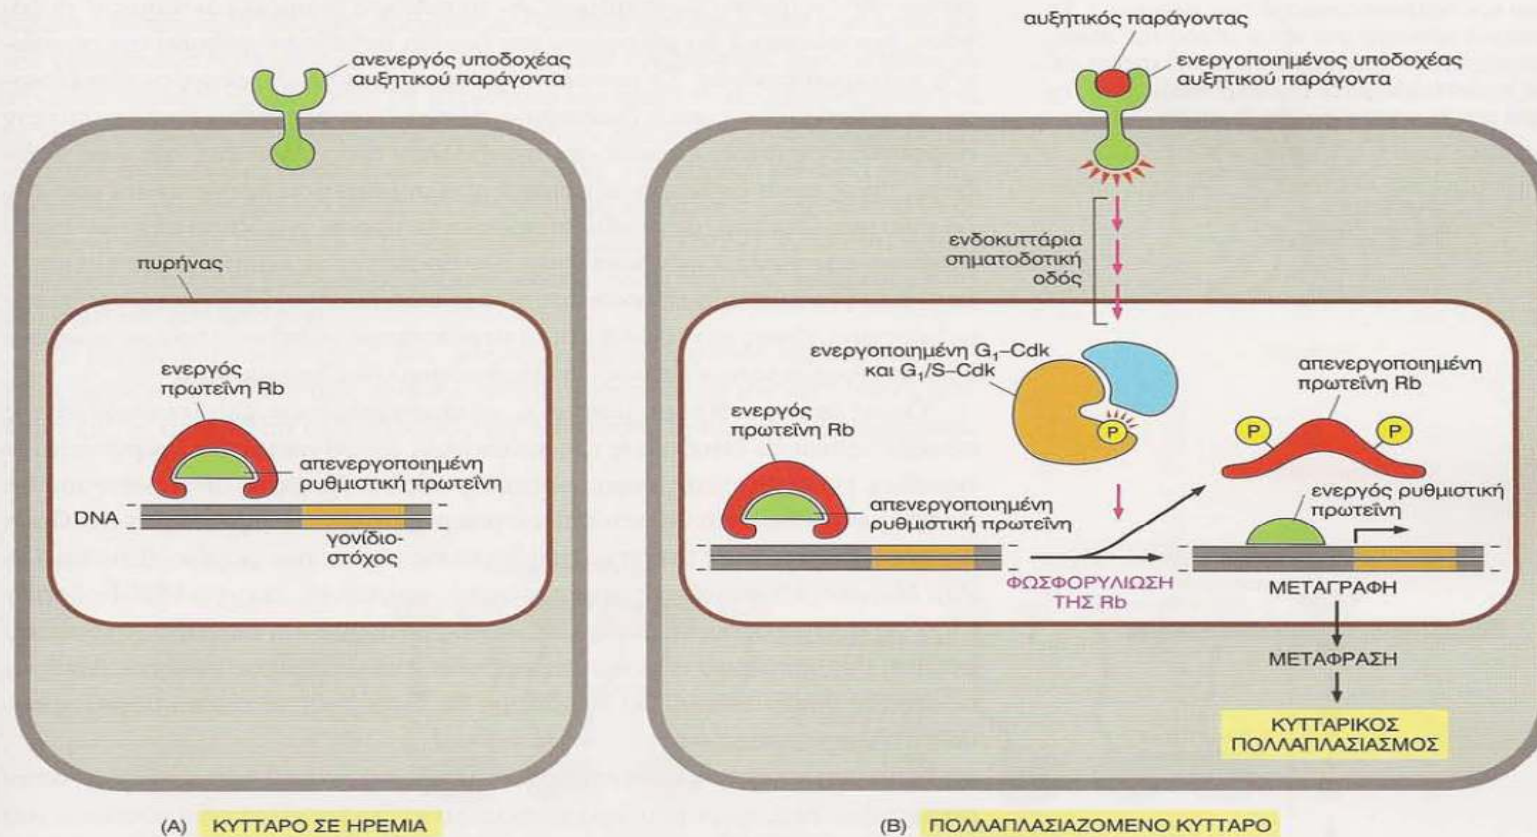 ανενεργός υποδοχέας
αυξητικού παράγοντα
πυρήνας
ενεργός
πρωτεΐνη Rb
απενεργοποιημένη
ρυθμιστική πρωτεΐνη
DNA
γονίδιο-
στόχος
(A) ΚΥΤΤΑΡΟ ΣΕ ΗΡΕΜΙΑ
αυξητικός παράγοντας
ενεργοποιημένος υποδοχέας
αυξητικού παράγοντα
ενδοκυττάρια
σηματοδοτική
οδός
ενεργοποιημένη G₁–Cdk
και G₁/S–Cdk
P
απενεργοποιημένη
πρωτεΐνη Rb
P
P
ενεργός
πρωτεΐνη Rb
απενεργοποιημένη
ρυθμιστική πρωτεΐνη
ενεργός ρυθμιστική
πρωτεΐνη
ΦΩΣΦΟΡΥΛΙΩΣΗ
ΤΗΣ Rb
ΜΕΤΑΓΡΑΦΗ
ΜΕΤΑΦΡΑΣΗ
ΚΥΤΤΑΡΙΚΟΣ
ΠΟΛΛΑΠΛΑΣΙΑΣΜΟΣ
(B) ΠΟΛΛΑΠΛΑΣΙΑΖΟΜΕΝΟ ΚΥΤΤΑΡΟ